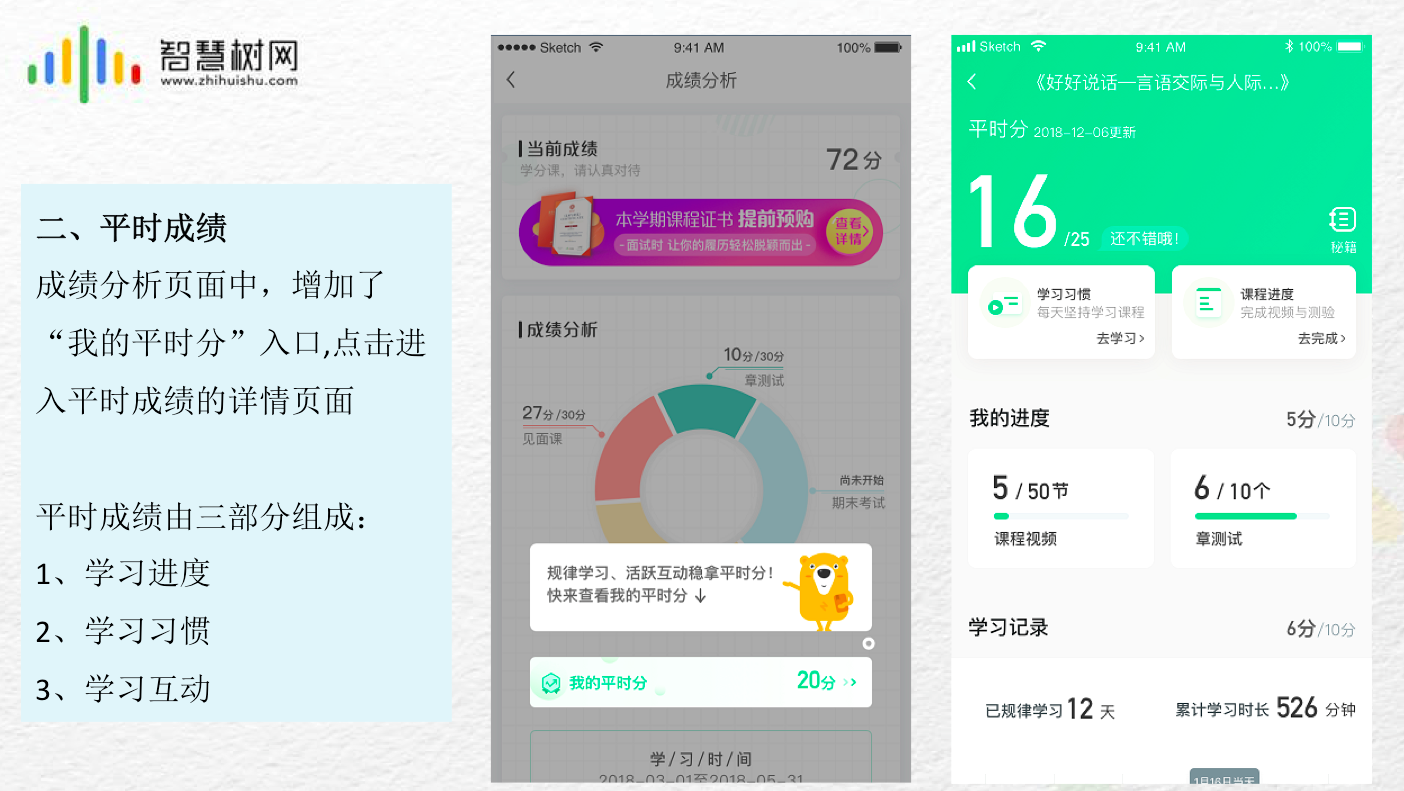 智慧树网
www.zhihuishu.com
二、平时成绩
成绩分析页面中，增加了
“我的平时分”入口,点击进
入平时成绩的详情页面
平时成绩由三部分组成：
1、学习进度
2、学习习惯
3、学习互动
Sketch 9:41 AM 100%
成绩分析
当前成绩
学分课，请认真对待
72分
本学期课程证书 提前预购
-面试时 让你的履历轻松脱颖而出-
查看
详情
成绩分析
10分/30分
章测试
27分/30分
见面课
尚未开始
期末考试
规律学习、活跃互动稳拿平时分！
快来查看我的平时分 ↓
我的平时分 20分 >>
学/习/时/间
2018-03-01至2018-05-31
Sketch 9:41 AM 100%
《好好说话—言语交际与人际...》
平时分 2018-12-06更新
16 /25 还不错哦！
秘籍
学习习惯
每天坚持学习课程
去学习>
课程进度
完成视频与测验
去完成>
我的进度 5分/10分
5 / 50节
课程视频
6 / 10个
章测试
学习记录 6分/10分
已规律学习 12 天
累计学习时长 526 分钟
1月16日当天